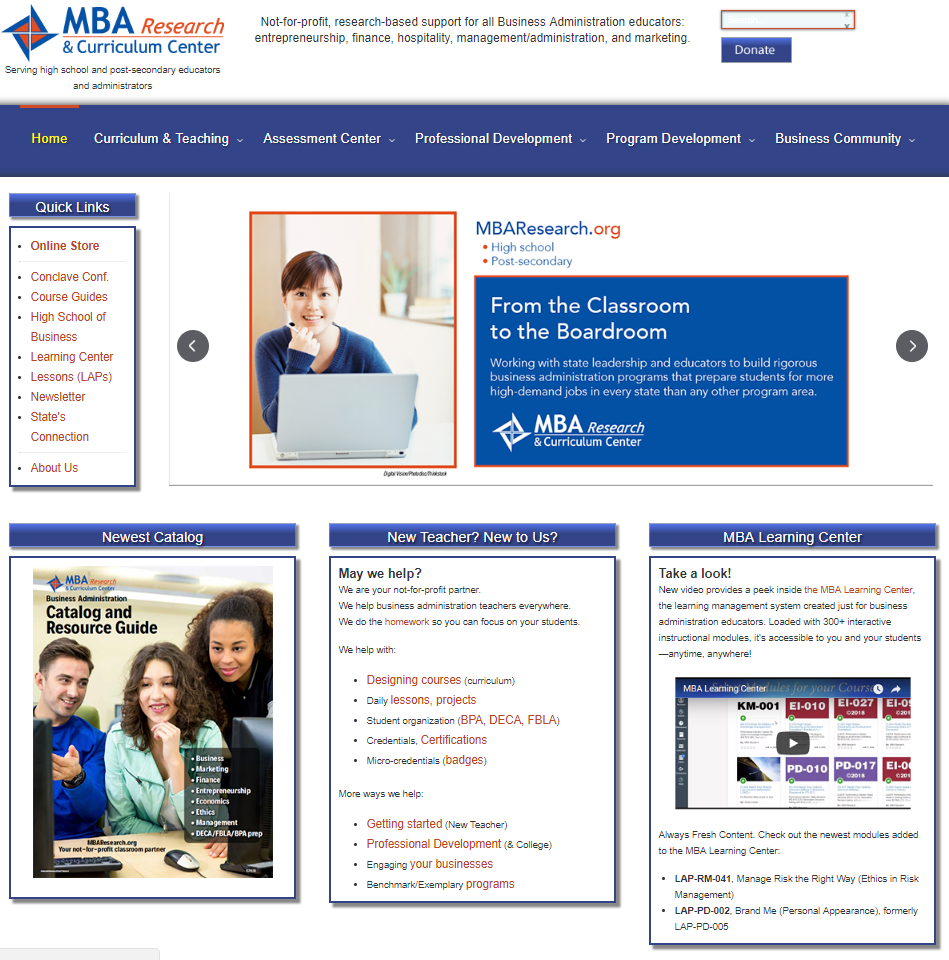 MBA Research
& Curriculum Center
Serving high school and post-secondary educators
and administrators
Not-for-profit, research-based support for all Business Administration educators:
entrepreneurship, finance, hospitality, management/administration, and marketing.
Donate
Home
Curriculum & Teaching
Assessment Center
Professional Development
Program Development
Business Community
Quick Links
Online Store
Conclave Conf.
Course Guides
High School of
Business
Learning Center
Lessons (LAPs)
Newsletter
State's
Connection
About Us
MBAResearch.org
• High school
• Post-secondary
From the Classroom
to the Boardroom
Working with state leadership and educators to build rigorous
business administration programs that prepare students for more
high-demand jobs in every state than any other program area.
MBA Research
& Curriculum Center
Digital Vision/Photodisc/Thinkstock
Newest Catalog
MBA Research
& Curriculum Center
Business Administration
Catalog and
Resource Guide
• Business
• Marketing
• Finance
• Entrepreneurship
• Economics
• Ethics
• Management
• DECA/FBLA/BPA prep
MBAResearch.org
Your not-for-profit classroom partner
New Teacher? New to Us?
May we help?
We are your not-for-profit partner.
We help business administration teachers everywhere.
We do the homework so you can focus on your students.
We help with:
• Designing courses (curriculum)
• Daily lessons, projects
• Student organization (BPA, DECA, FBLA)
• Credentials, Certifications
• Micro-credentials (badges)
More ways we help:
• Getting started (New Teacher)
• Professional Development (& College)
• Engaging your businesses
• Benchmark/Exemplary programs
MBA Learning Center
Take a look!
New video provides a peek inside the MBA Learning Center,
the learning management system created just for business
administration educators. Loaded with 300+ interactive
instructional modules, it's accessible to you and your students
—anytime, anywhere!
MBA Learning Center
Modules for your Course
KM-001
EI-010
©2018
EI-027
©2018
EI-0
PD-010
PD-017
©2018
EI-0
Always Fresh Content. Check out the newest modules added
to the MBA Learning Center:
• LAP-RM-041, Manage Risk the Right Way (Ethics in Risk
Management)
• LAP-PD-002, Brand Me (Personal Appearance), formerly
LAP-PD-005